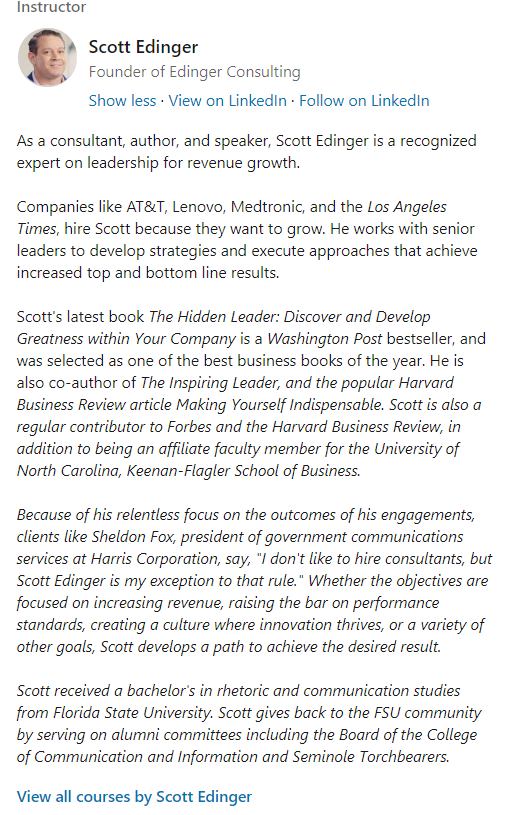 Instructor
Scott Edinger
Founder of Edinger Consulting
Show less · View on LinkedIn · Follow on LinkedIn
As a consultant, author, and speaker, Scott Edinger is a recognized
expert on leadership for revenue growth.
Companies like AT&T, Lenovo, Medtronic, and the Los Angeles
Times, hire Scott because they want to grow. He works with senior
leaders to develop strategies and execute approaches that achieve
increased top and bottom line results.
Scott's latest book The Hidden Leader: Discover and Develop
Greatness within Your Company is a Washington Post bestseller, and
was selected as one of the best business books of the year. He is
also co-author of The Inspiring Leader, and the popular Harvard
Business Review article Making Yourself Indispensable. Scott is also a
regular contributor to Forbes and the Harvard Business Review, in
addition to being an affiliate faculty member for the University of
North Carolina, Keenan-Flagler School of Business.
Because of his relentless focus on the outcomes of his engagements,
clients like Sheldon Fox, president of government communications
services at Harris Corporation, say, "I don't like to hire consultants, but
Scott Edinger is my exception to that rule." Whether the objectives are
focused on increasing revenue, raising the bar on performance
standards, creating a culture where innovation thrives, or a variety of
other goals, Scott develops a path to achieve the desired result.
Scott received a bachelor's in rhetoric and communication studies
from Florida State University. Scott gives back to the FSU community
by serving on alumni committees including the Board of the College
of Communication and Information and Seminole Torchbearers.
View all courses by Scott Edinger